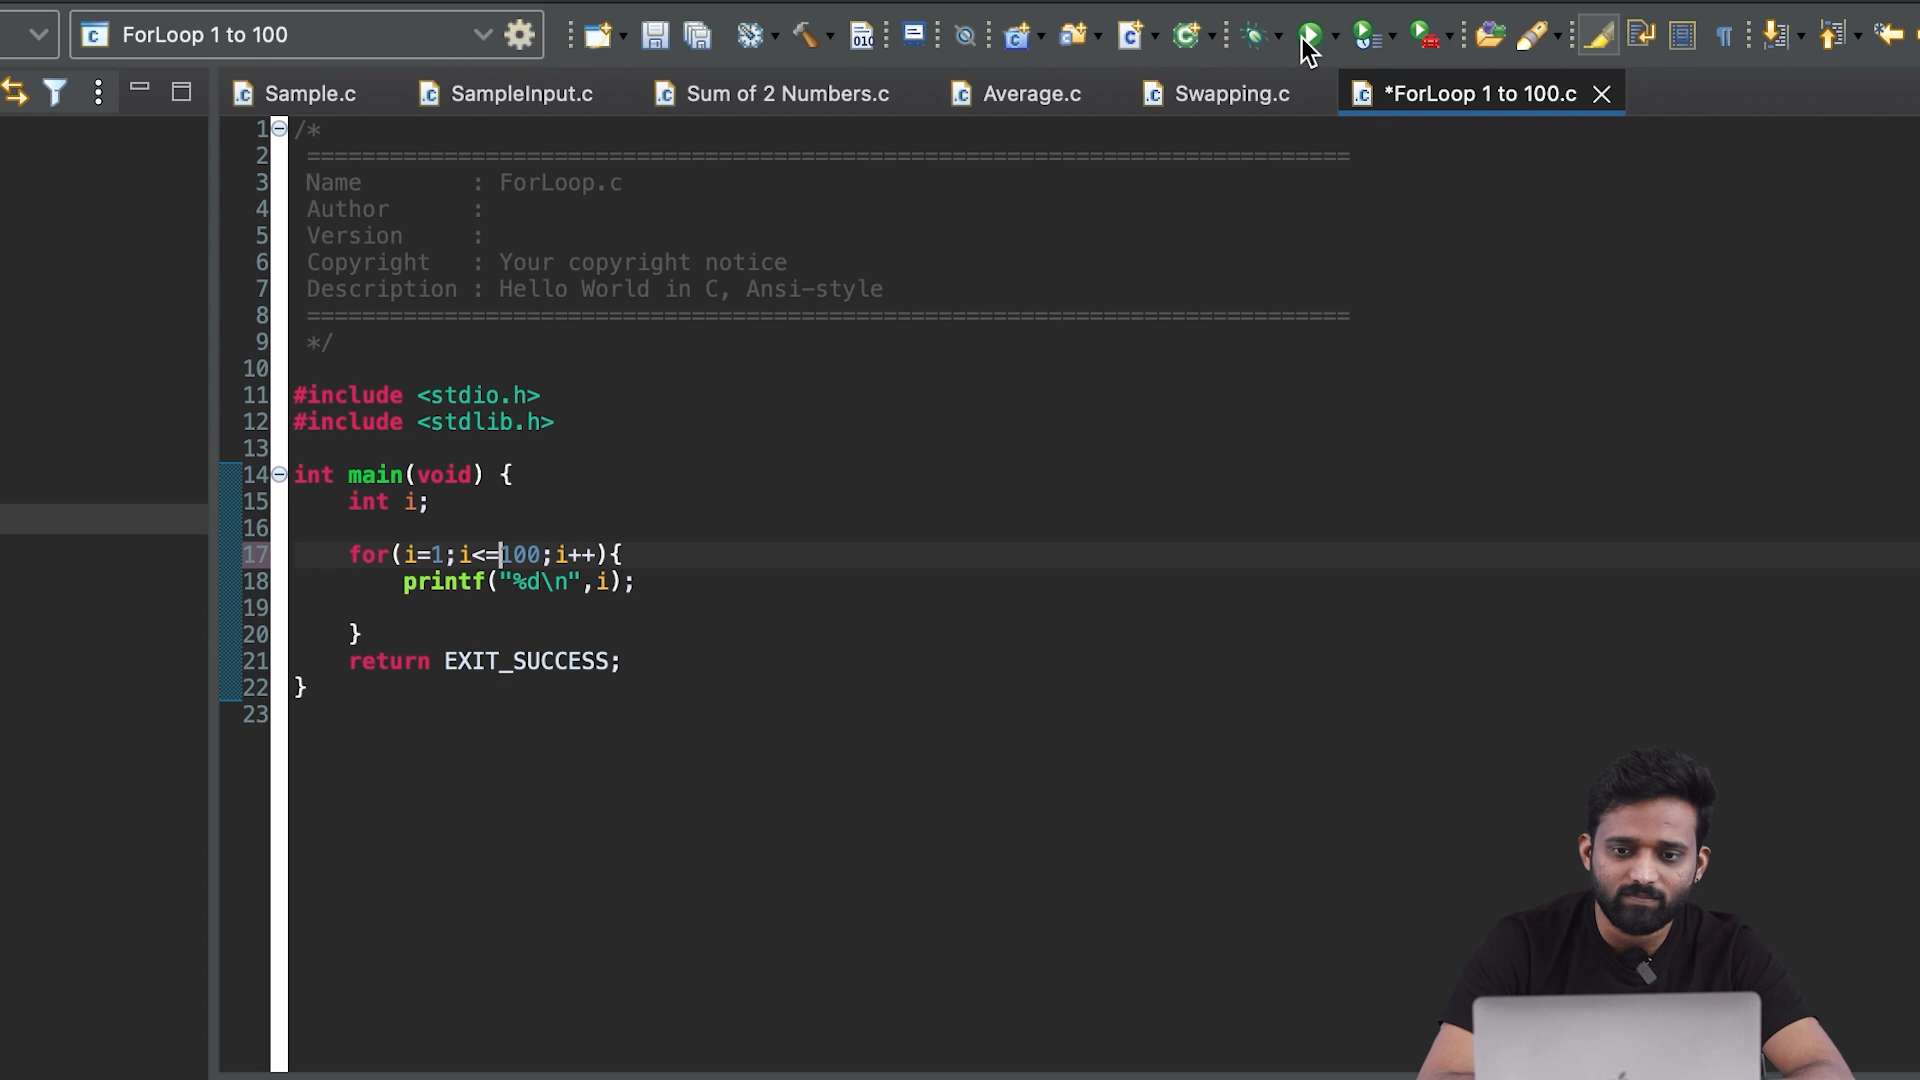 ForLoop 1 to 100
Sample.c
SampleInput.c
Sum of 2 Numbers.c
Average.c
Swapping.c
*ForLoop 1 to 100.c
1 /*
2 ============================================================================
3 Name : ForLoop.c
4 Author :
5 Version :
6 Copyright : Your copyright notice
7 Description : Hello World in C, Ansi-style
8 ============================================================================
9 */
10
11 #include <stdio.h>
12 #include <stdlib.h>
13
14 int main(void) {
15 int i;
16
17 for(i=1;i<=100;i++){
18 printf("%d\n",i);
19
20 }
21 return EXIT_SUCCESS;
22 }
23